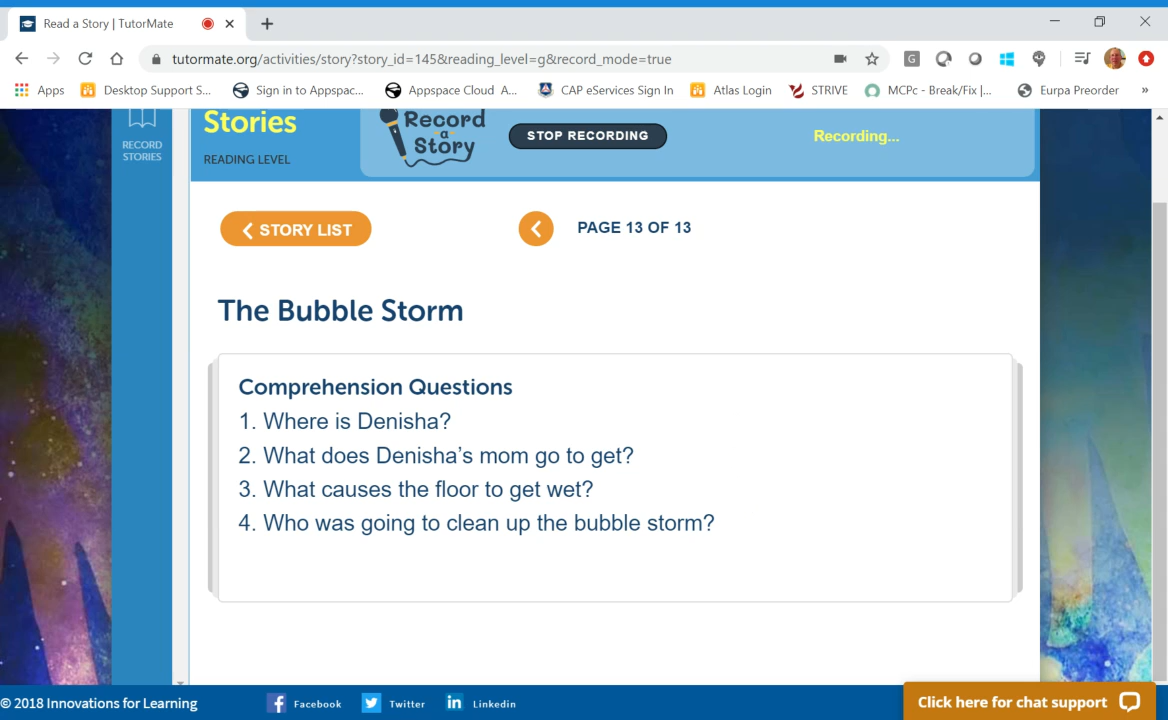 Read a Story | TutorMate
tutormate.org/activities/story?story_id=145&reading_level=g&record_mode=true
Apps Desktop Support S... Sign in to Appspac... Appspace Cloud A... CAP eServices Sign In Atlas Login STRIVE MCPc - Break/Fix |... Eurpa Preorder »
RECORD
STORIES
Stories
READING LEVEL
Record
a
Story
STOP RECORDING
Recording...
STORY LIST
PAGE 13 OF 13
The Bubble Storm
Comprehension Questions
1. Where is Denisha?
2. What does Denisha’s mom go to get?
3. What causes the floor to get wet?
4. Who was going to clean up the bubble storm?
© 2018 Innovations for Learning
Facebook Twitter Linkedin
Click here for chat support